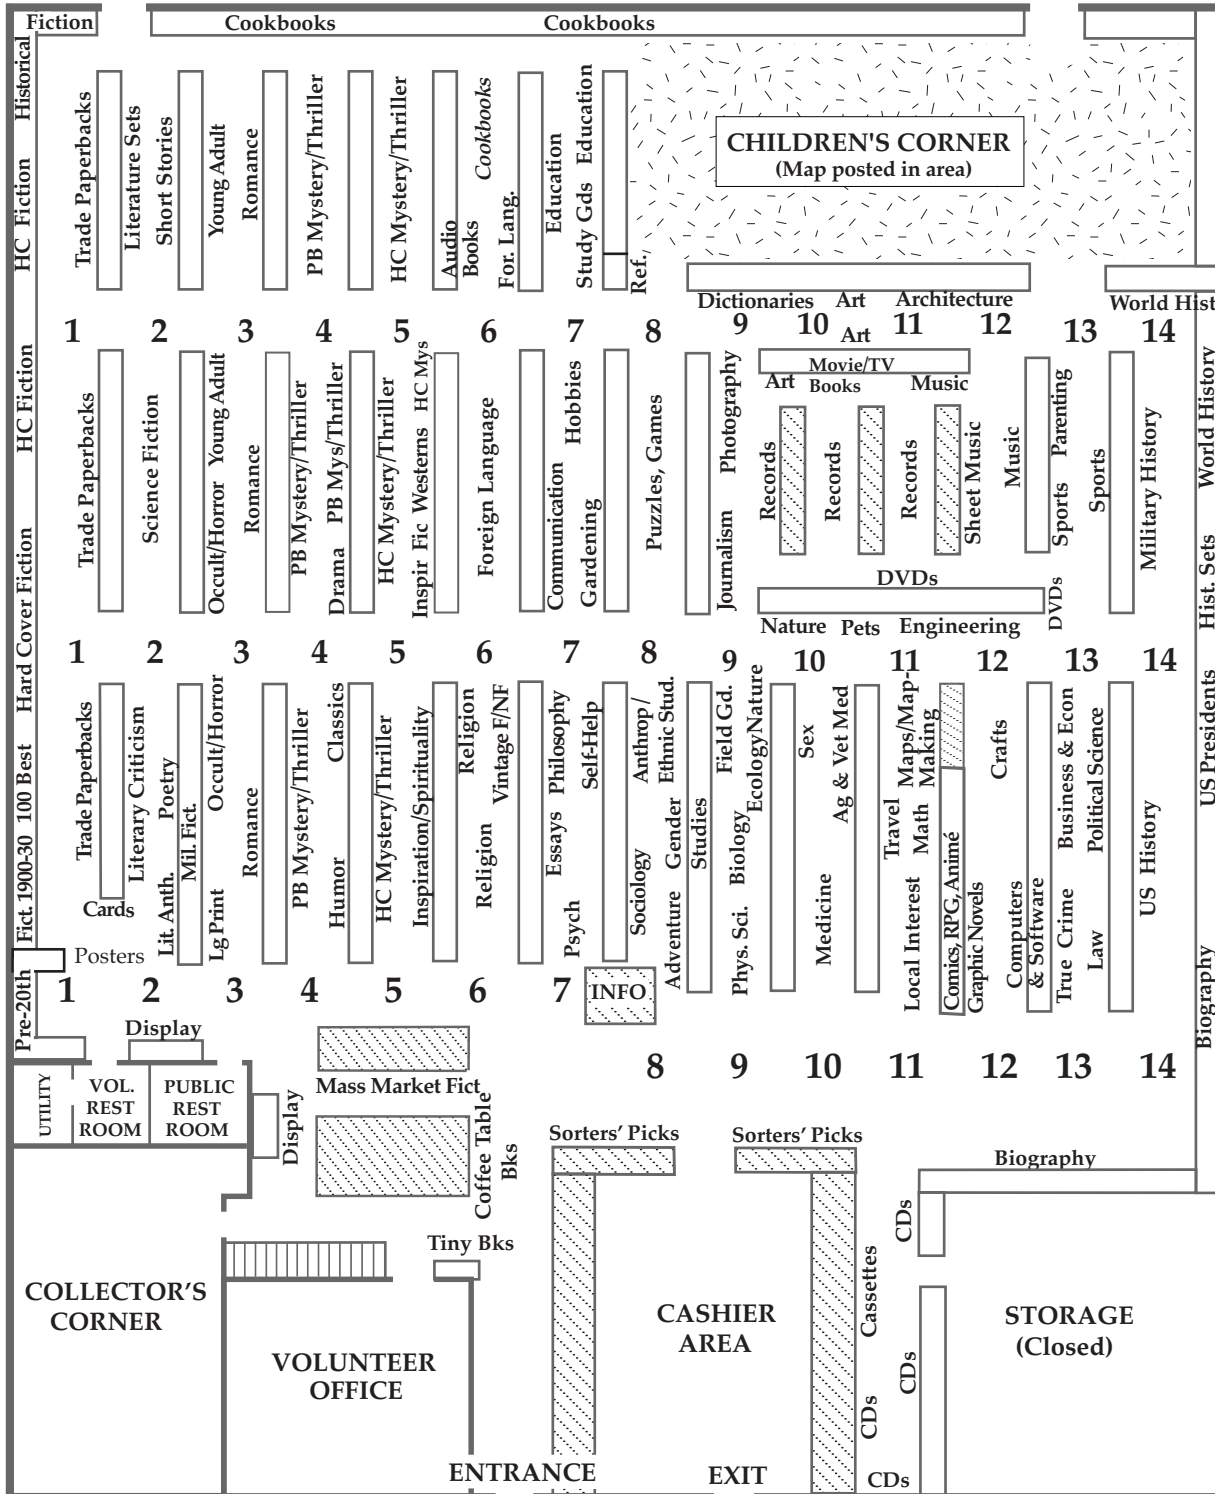 Fiction
Cookbooks
Cookbooks
Historical
HC Fiction
Trade Paperbacks
Literature Sets
Short Stories
Young Adult
Romance
PB Mystery/Thriller
HC Mystery/Thriller
Audio
Books
Cookbooks
For. Lang.
Education
Study Gds Education
Ref.
CHILDREN'S CORNER
(Map posted in area)
Dictionaries Art Architecture
World Hist
1 2 3 4 5 6 7 8 9 10 11 12 13 14
Art
HC Fiction
Trade Paperbacks
Science Fiction
Occult/Horror Young Adult
Romance
PB Mystery/Thriller
Drama PB Mys/Thriller
HC Mystery/Thriller
Inspir Fic Westerns HC Mys
Foreign Language
Communication Hobbies
Gardening
Puzzles, Games
Journalism Photography
Movie/TV
Books
Art
Music
Records
Records
Records
Sheet Music
Music
Sports Parenting
Sports
Military History
World History
Hist. Sets
DVDs
DVDs
Nature Pets Engineering
Hard Cover Fiction
1 2 3 4 5 6 7 8 9 10 11 12 13 14
100 Best
Fict. 1900-30
Trade Paperbacks
Cards
Literary Criticism
Lit. Anth. Poetry
Mil. Fict.
Lg Print Occult/Horror
Romance
PB Mystery/Thriller
Humor Classics
HC Mystery/Thriller
Inspiration/Spirituality
Religion
Religion
Vintage F/NF
Essays Philosophy
Psych Self-Help
Sociology Anthrop/
Ethnic Stud.
Adventure Gender
Studies
Field Gd.
Phys. Sci. Biology
Ecology Nature
Sex
Medicine Ag & Vet Med
Travel
Maps/Map-
Making
Math
Local Interest
Comics, RPG, Animé
Graphic Novels
Crafts
Computers
& Software
True Crime Business & Econ
Law Political Science
US History
US Presidents
Biography
Posters
Pre-20th
1 2 3 4 5 6 7 INFO
8 9 10 11 12 13 14
Display
Mass Market Fict
UTILITY
VOL.
REST
ROOM
PUBLIC
REST
ROOM
Display
Coffee Table
Bks
Sorters' Picks
Sorters' Picks
Biography
Tiny Bks
CDs
Cassettes
COLLECTOR'S
CORNER
VOLUNTEER
OFFICE
CASHIER
AREA
STORAGE
(Closed)
CDs
CDs
CDs
ENTRANCE
EXIT